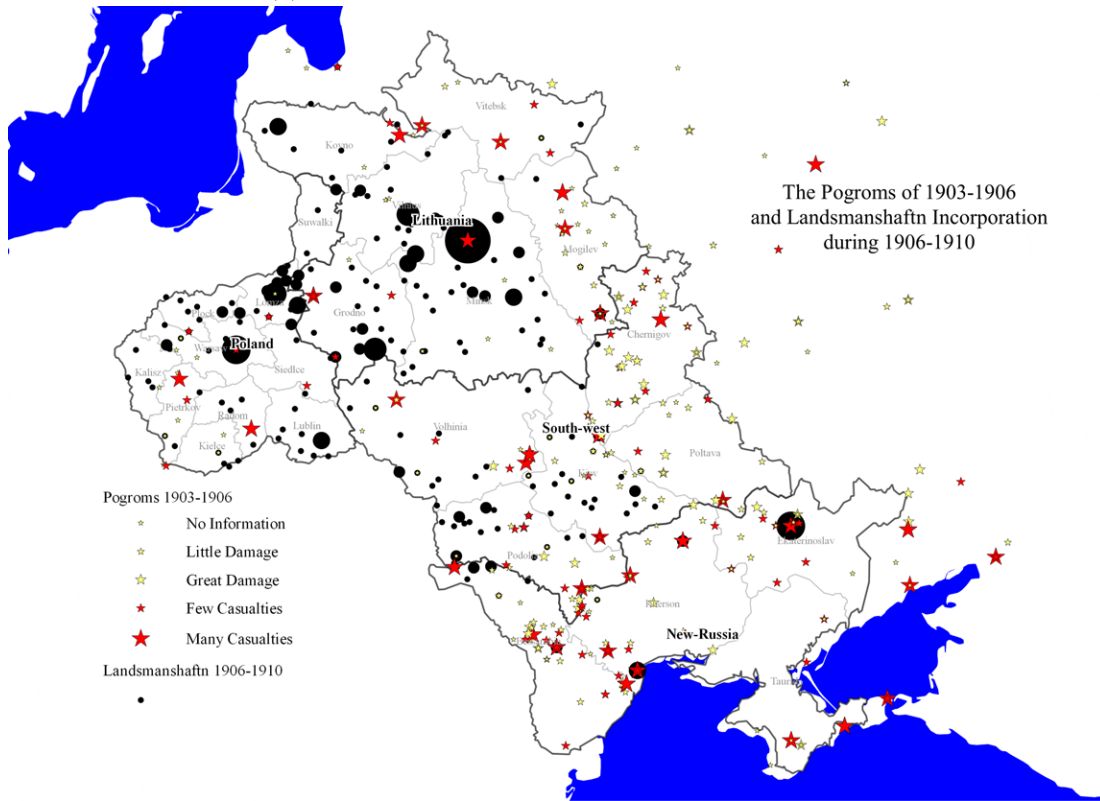 Vitebsk
Kovno
The Pogroms of 1903-1906
and Landsmanshaftn Incorporation
during 1906-1910
Suwalki
Vilnius
Lithuania
Mogilev
Minsk
Lomza
Plock
Grodno
Chernigov
Warsaw
Poland
Siedlce
Kalisz
Pietrkov
Radom
Lublin
Volhinia
South-west
Kielce
Poltava
Kiev
Pogroms 1903-1906
No Information
Little Damage
Ekaterinoslav
Podolia
Great Damage
Few Casualties
Kherson
Many Casualties
New-Russia
Landsmanshaftn 1906-1910